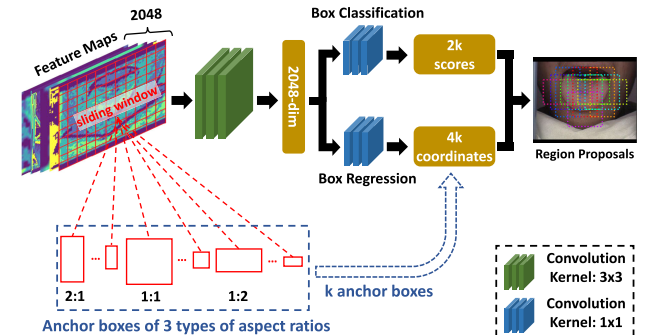 2048
Feature Maps
sliding window
2048-dim
Box Classification
2k
scores
4k
coordinates
Box Regression
Region Proposals
...
...
...
2:1
1:1
1:2
k anchor boxes
Anchor boxes of 3 types of aspect ratios
Convolution
Kernel: 3x3
Convolution
Kernel: 1x1